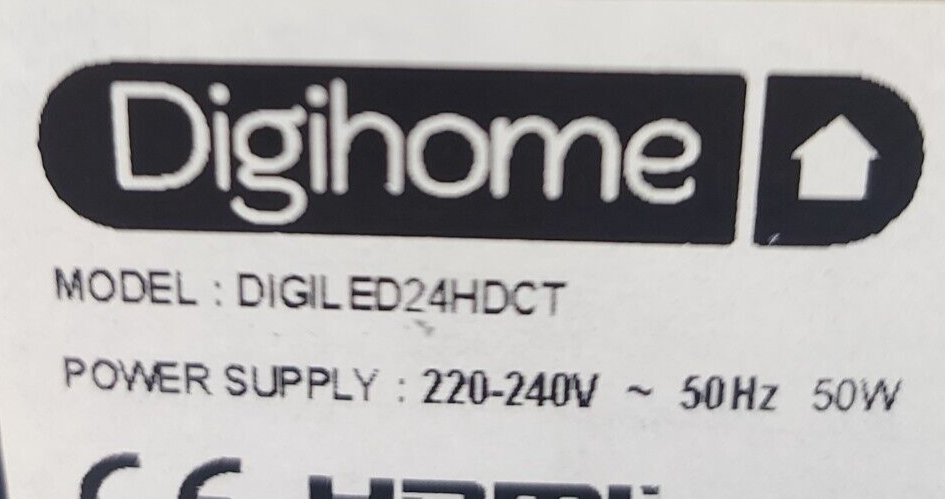 Digihome
MODEL : DIGILED24HDCT
POWER SUPPLY : 220-240V ~ 50Hz 50W
CE HDMI